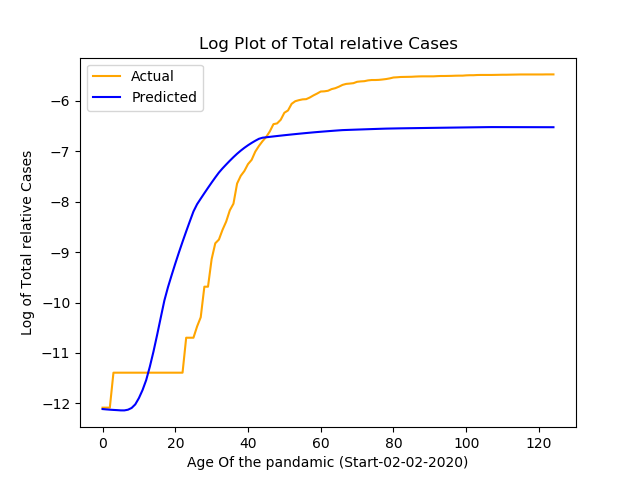 Log Plot of Total relative Cases
Actual
Predicted
−6
−7
−8
−9
−10
−11
−12
Log of Total relative Cases
0 20 40 60 80 100 120
Age Of the pandamic (Start-02-02-2020)